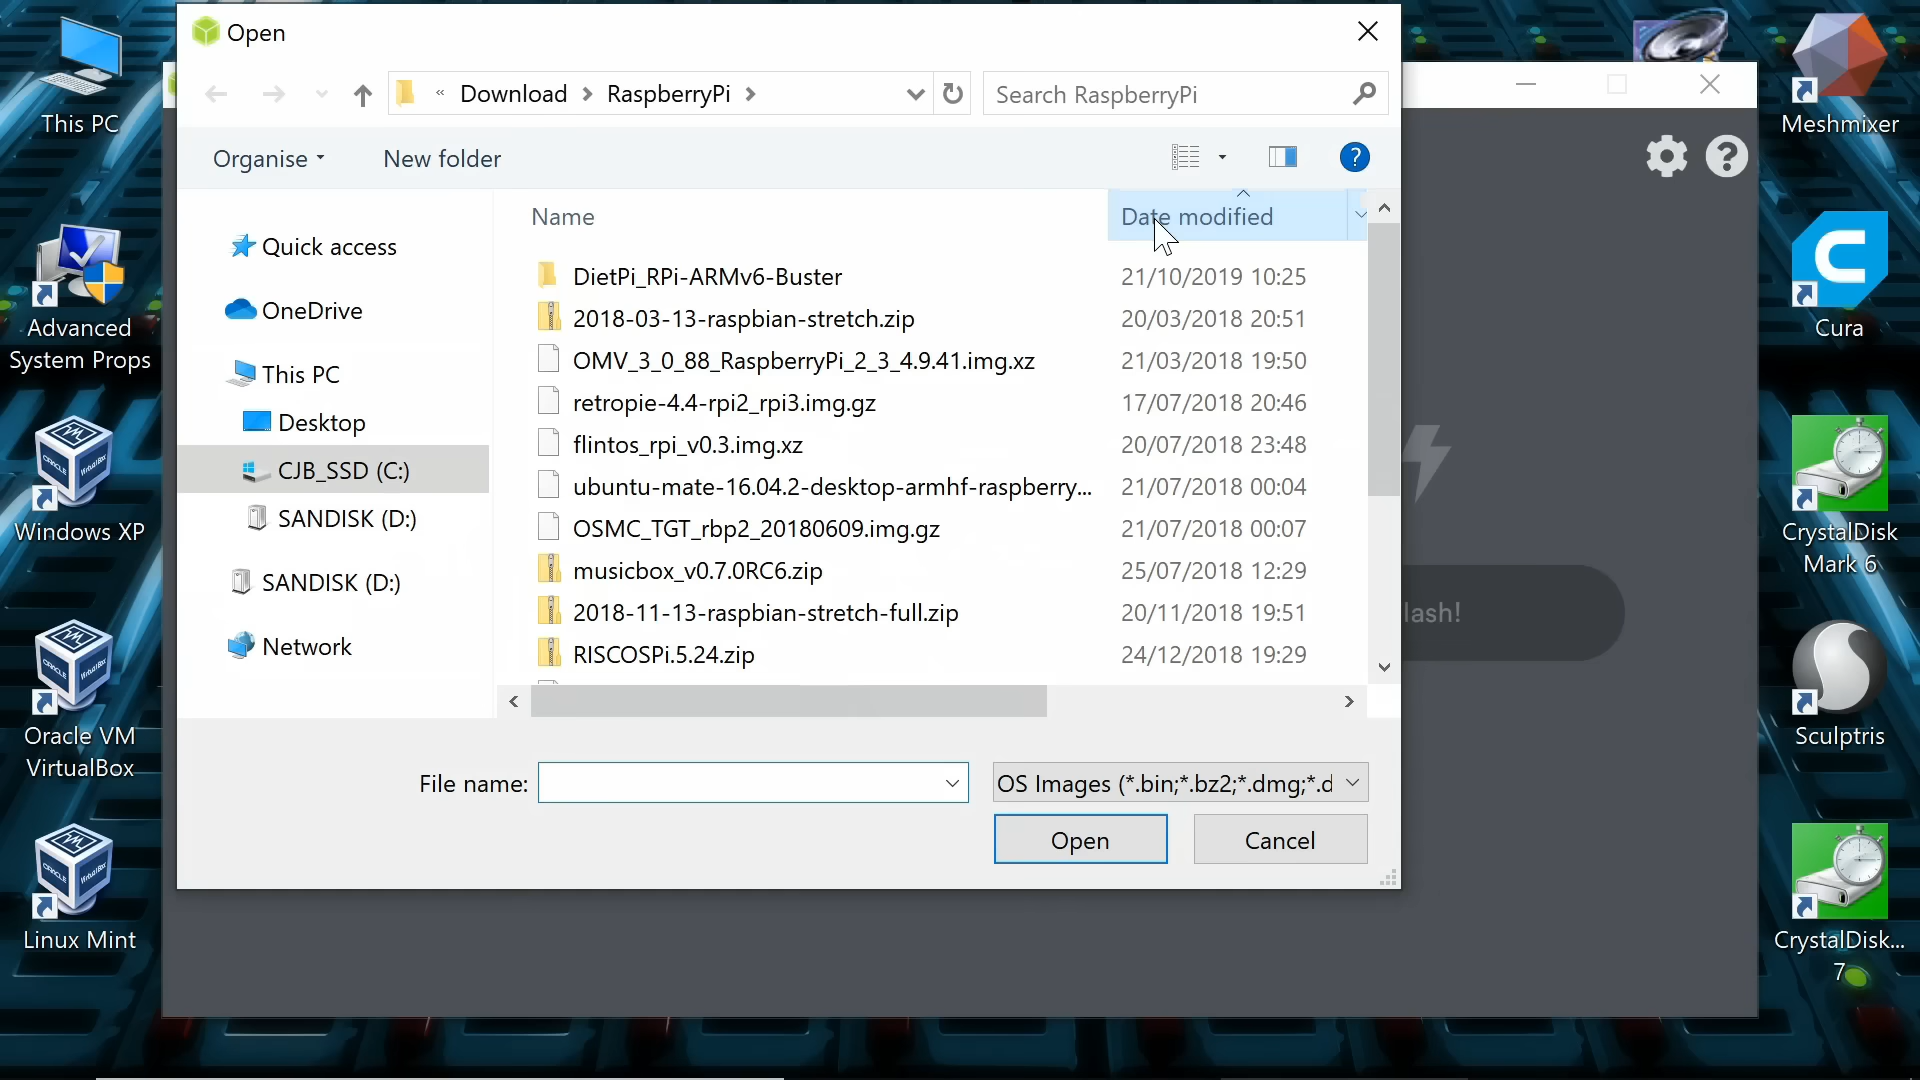 Open
« Download > RaspberryPi >
Search RaspberryPi
Organise
New folder
Name
Date modified
Quick access
OneDrive
This PC
Desktop
CJB_SSD (C:)
SANDISK (D:)
SANDISK (D:)
Network
DietPi_RPi-ARMv6-Buster 21/10/2019 10:25
2018-03-13-raspbian-stretch.zip 20/03/2018 20:51
OMV_3_0_88_RaspberryPi_2_3_4.9.41.img.xz 21/03/2018 19:50
retropie-4.4-rpi2_rpi3.img.gz 17/07/2018 20:46
flintos_rpi_v0.3.img.xz 20/07/2018 23:48
ubuntu-mate-16.04.2-desktop-armhf-raspberry... 21/07/2018 00:04
OSMC_TGT_rbp2_20180609.img.gz 21/07/2018 00:07
musicbox_v0.7.0RC6.zip 25/07/2018 12:29
2018-11-13-raspbian-stretch-full.zip 20/11/2018 19:51
RISCOSPi.5.24.zip 24/12/2018 19:29
File name:
OS Images (*.bin;*.bz2;*.dmg;*.d
Open
Cancel
lash!
This PC
Advanced
System Props
Windows XP
Oracle VM
VirtualBox
Linux Mint
Meshmixer
Cura
CrystalDisk
Mark 6
Sculptris
CrystalDisk...
7